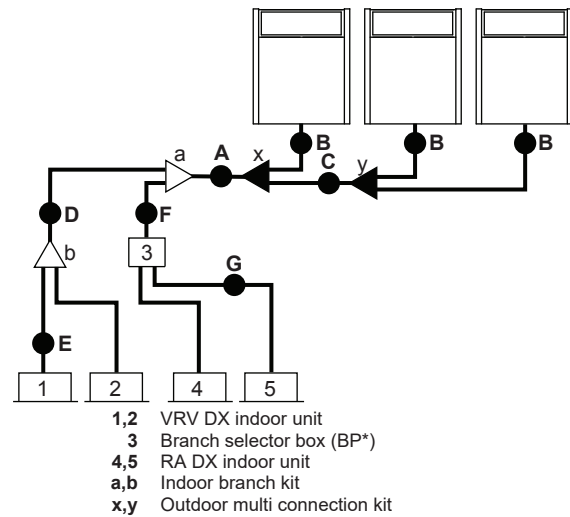 B B B
a A x C y
D F b 3
G
E
1 2 4 5
1,2 VRV DX indoor unit
3 Branch selector box (BP*)
4,5 RA DX indoor unit
a,b Indoor branch kit
x,y Outdoor multi connection kit